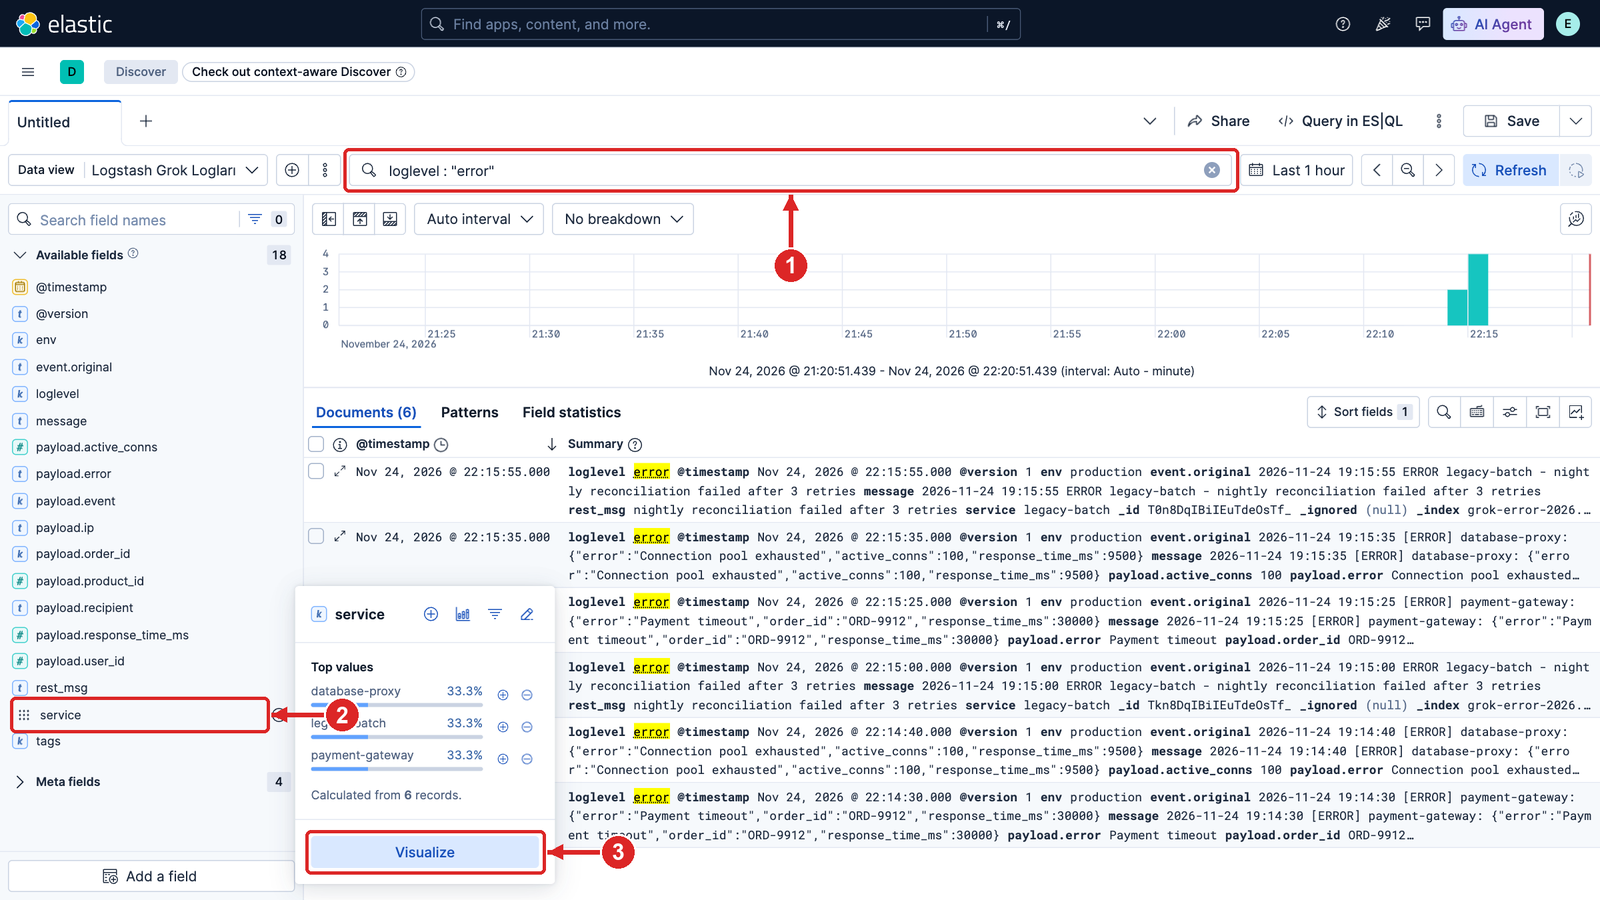 elastic
Find apps, content, and more.
⌘/
AI Agent
E
D
Discover
Check out context-aware Discover
Untitled
Share
Query in ES|QL
Save
Data view
Logstash Grok Logları
loglevel : "error"
Last 1 hour
Refresh
Search field names
0
Auto interval
No breakdown
1
Available fields
18
@timestamp
@version
env
event.original
loglevel
message
payload.active_conns
payload.error
payload.event
payload.ip
payload.order_id
payload.product_id
payload.recipient
payload.response_time_ms
payload.user_id
rest_msg
service
tags
Meta fields
4
Add a field
4
3
2
1
0
21:25
21:30
21:35
21:40
21:45
21:50
21:55
22:00
22:05
22:10
22:15
November 24, 2026
Nov 24, 2026 @ 21:20:51.439 - Nov 24, 2026 @ 22:20:51.439 (interval: Auto - minute)
Documents (6)
Patterns
Field statistics
Sort fields 1
@timestamp
Summary
Nov 24, 2026 @ 22:15:55.000
loglevel error @timestamp Nov 24, 2026 @ 22:15:55.000 @version 1 env production event.original 2026-11-24 19:15:55 ERROR legacy-batch - night
ly reconciliation failed after 3 retries message 2026-11-24 19:15:55 ERROR legacy-batch - nightly reconciliation failed after 3 retries
rest_msg nightly reconciliation failed after 3 retries service legacy-batch _id T0n8DqIBiIEuTdeOsTf_ _ignored (null) _index grok-error-2026.…
Nov 24, 2026 @ 22:15:35.000
loglevel error @timestamp Nov 24, 2026 @ 22:15:35.000 @version 1 env production event.original 2026-11-24 19:15:35 [ERROR] database-proxy:
{"error":"Connection pool exhausted","active_conns":100,"response_time_ms":9500} message 2026-11-24 19:15:35 [ERROR] database-proxy: {"erro
r":"Connection pool exhausted","active_conns":100,"response_time_ms":9500} payload.active_conns 100 payload.error Connection pool exhausted…
loglevel error @timestamp Nov 24, 2026 @ 22:15:25.000 @version 1 env production event.original 2026-11-24 19:15:25 [ERROR] payment-gateway:
{"error":"Payment timeout","order_id":"ORD-9912","response_time_ms":30000} message 2026-11-24 19:15:25 [ERROR] payment-gateway: {"error":"Paym
ent timeout","order_id":"ORD-9912","response_time_ms":30000} payload.error Payment timeout payload.order_id ORD-9912…
loglevel error @timestamp Nov 24, 2026 @ 22:15:00.000 @version 1 env production event.original 2026-11-24 19:15:00 ERROR legacy-batch - night
ly reconciliation failed after 3 retries message 2026-11-24 19:15:00 ERROR legacy-batch - nightly reconciliation failed after 3 retries
rest_msg nightly reconciliation failed after 3 retries service legacy-batch _id Tkn8DqIBiIEuTdeOsTf_ _ignored (null) _index grok-error-2026.…
loglevel error @timestamp Nov 24, 2026 @ 22:14:40.000 @version 1 env production event.original 2026-11-24 19:14:40 [ERROR] database-proxy:
{"error":"Connection pool exhausted","active_conns":100,"response_time_ms":9500} message 2026-11-24 19:14:40 [ERROR] database-proxy: {"erro
r":"Connection pool exhausted","active_conns":100,"response_time_ms":9500} payload.active_conns 100 payload.error Connection pool exhausted…
loglevel error @timestamp Nov 24, 2026 @ 22:14:30.000 @version 1 env production event.original 2026-11-24 19:14:30 [ERROR] payment-gateway:
{"error":"Payment timeout","order_id":"ORD-9912","response_time_ms":30000} message 2026-11-24 19:14:30 [ERROR] payment-gateway: {"error":"Paym
ent timeout","order_id":"ORD-9912","response_time_ms":30000} payload.error Payment timeout payload.order_id ORD-9912…
k service
Top values
database-proxy 33.3%
2
33.3%
payment-gateway 33.3%
Calculated from 6 records.
Visualize
3